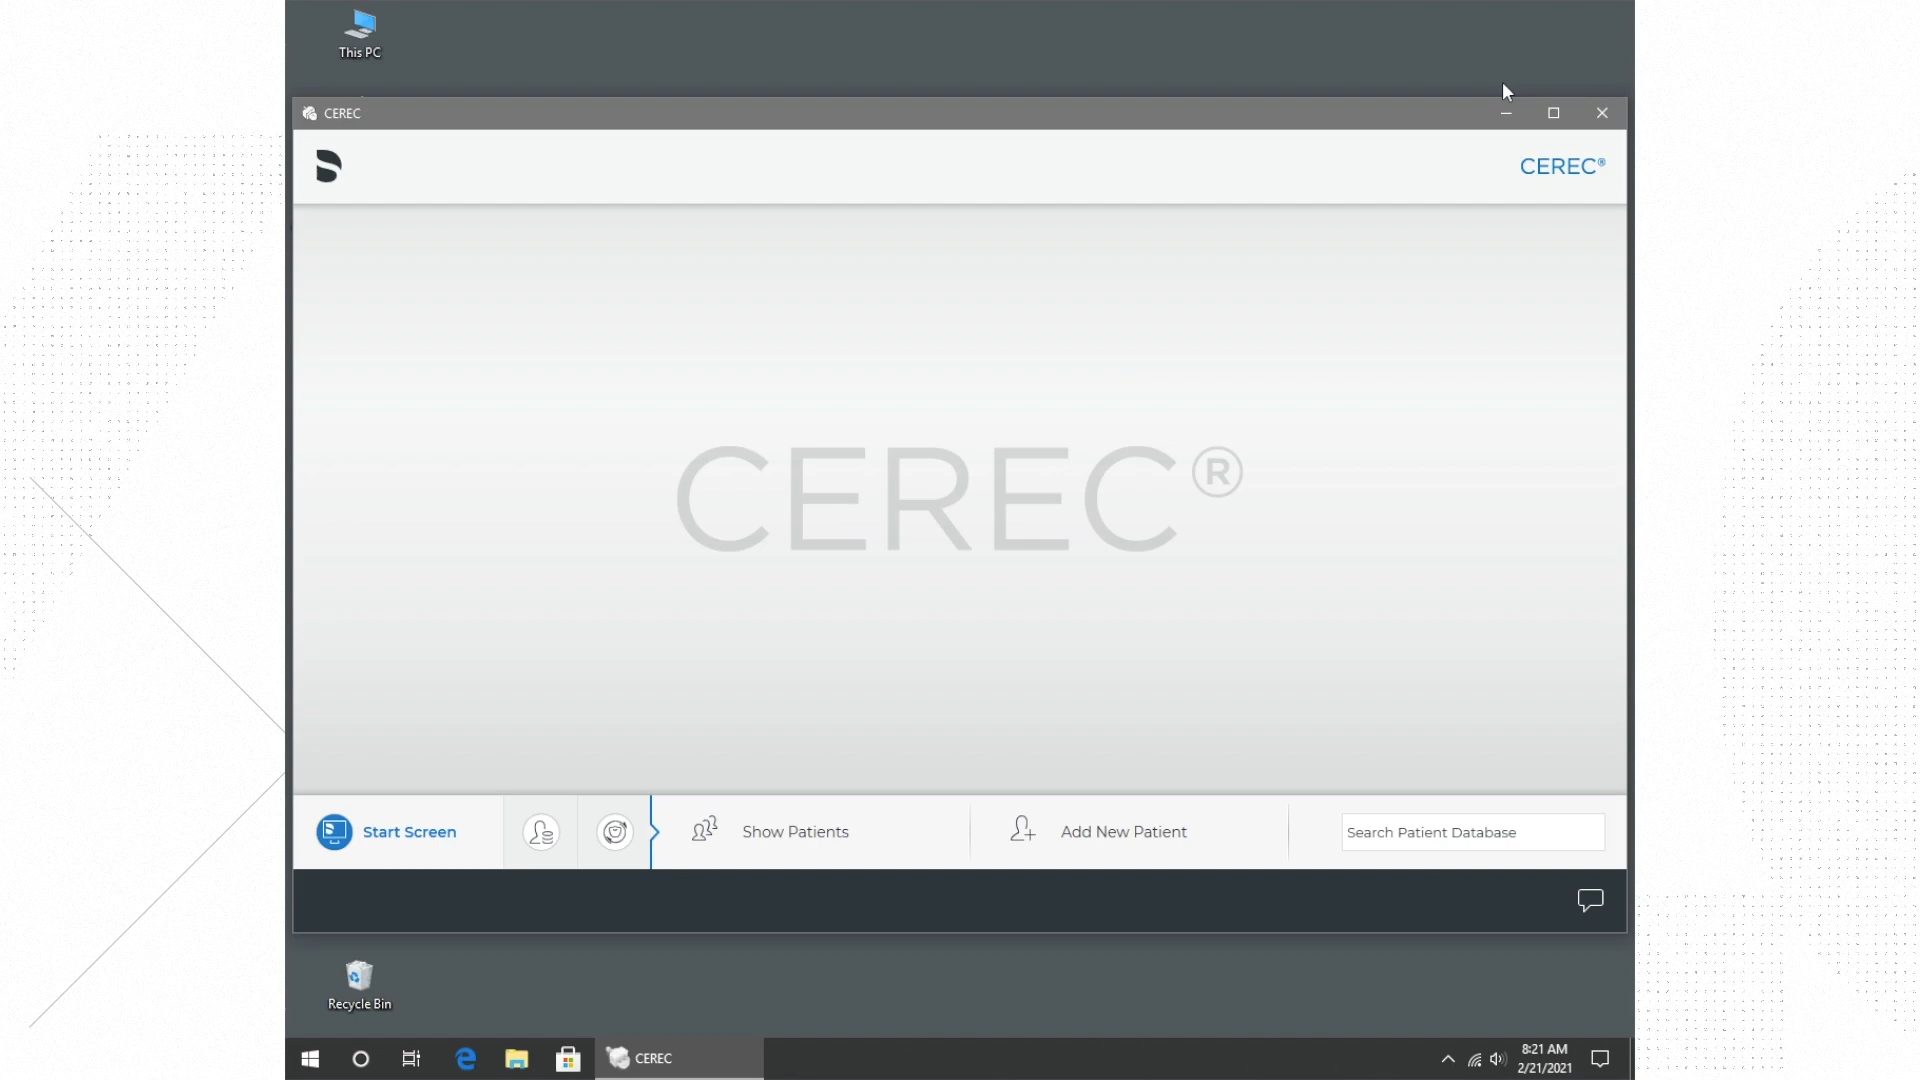 This PC
CEREC
CEREC®
CEREC®
Start Screen
Show Patients
Add New Patient
Search Patient Database
Recycle Bin
CEREC
8:21 AM
2/21/2021